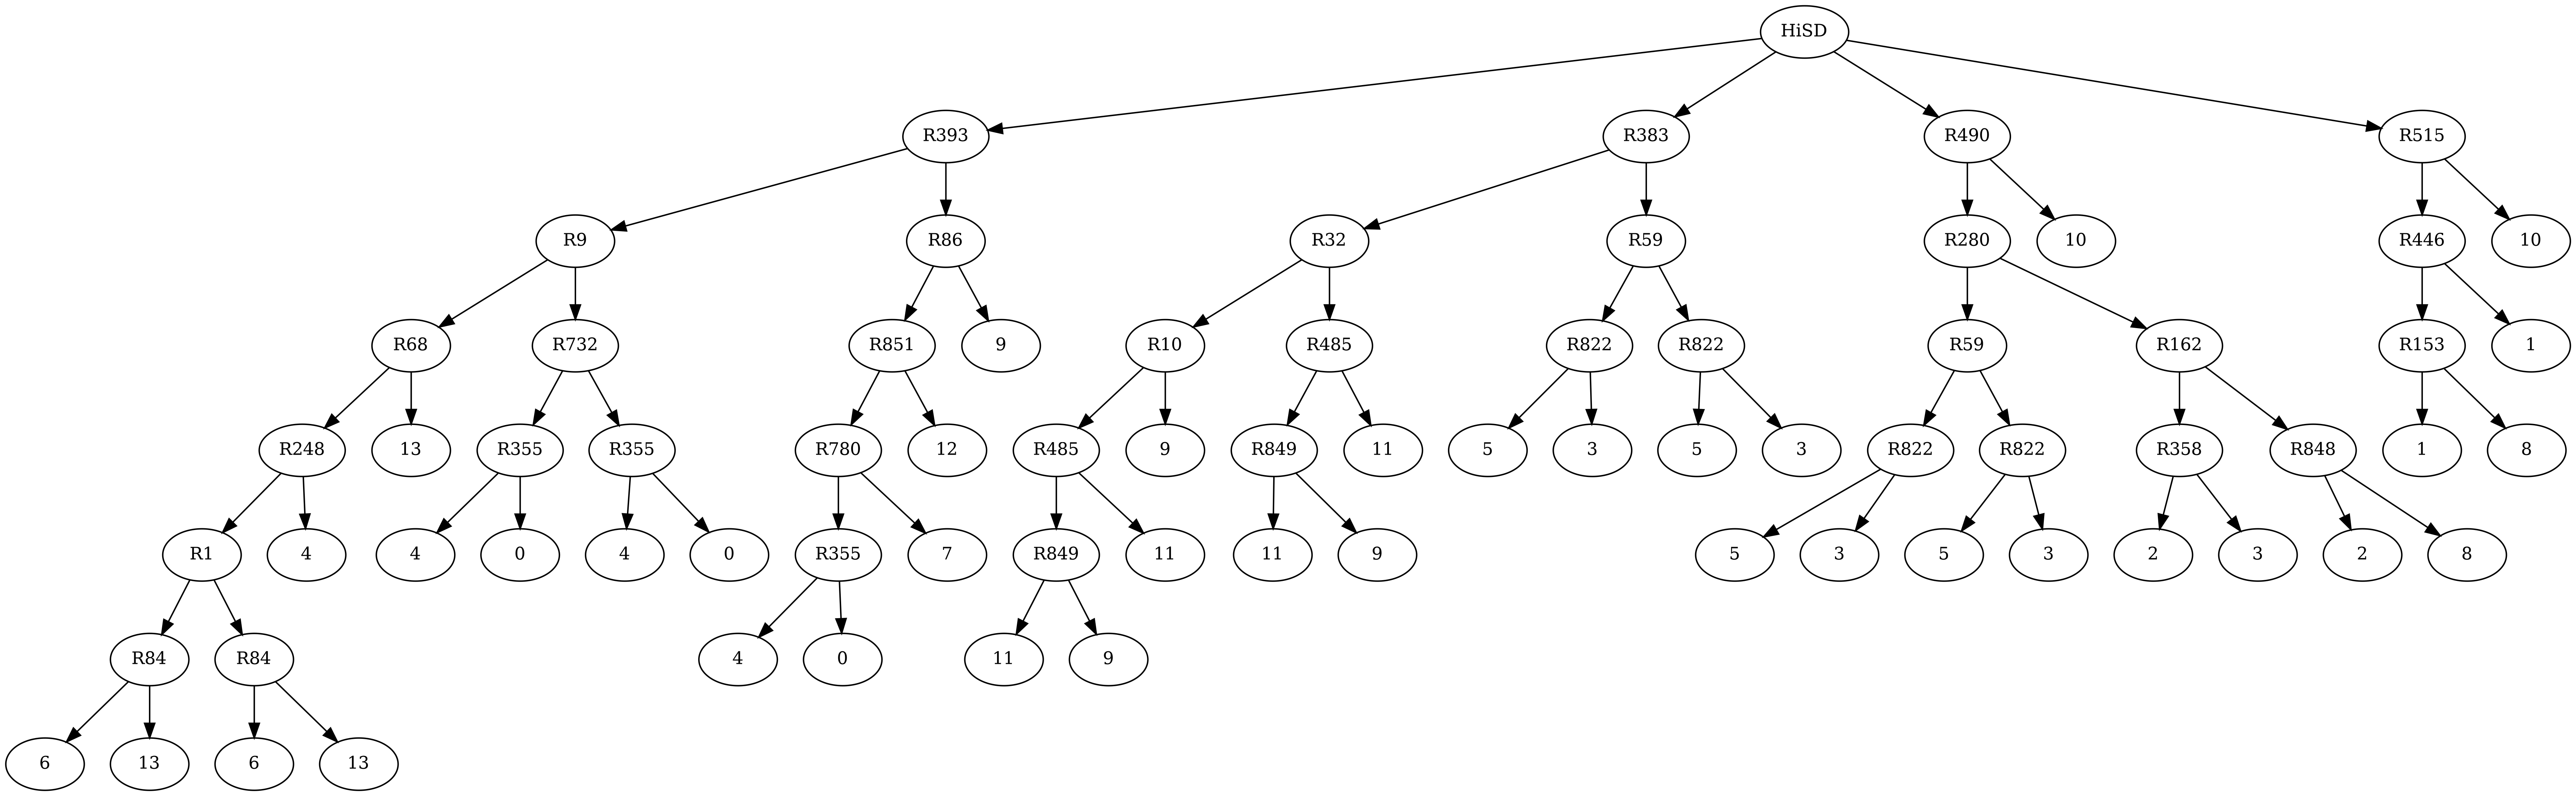 HiSD
R393 R383 R490 R515
R9 R86 R32 R59 R280 10 R446 10
R68 R732 R851 9 R10 R485 R822 R822 R59 R162 R153 1
R248 13 R355 R355 R780 12 R485 9 R849 11 5 3 5 3 R822 R822 R358 R848 1 8
R1 4 4 0 4 0 R355 7 R849 11 11 9 5 3 5 3 2 3 2 8
R84 R84 4 0 11 9
6 13 6 13